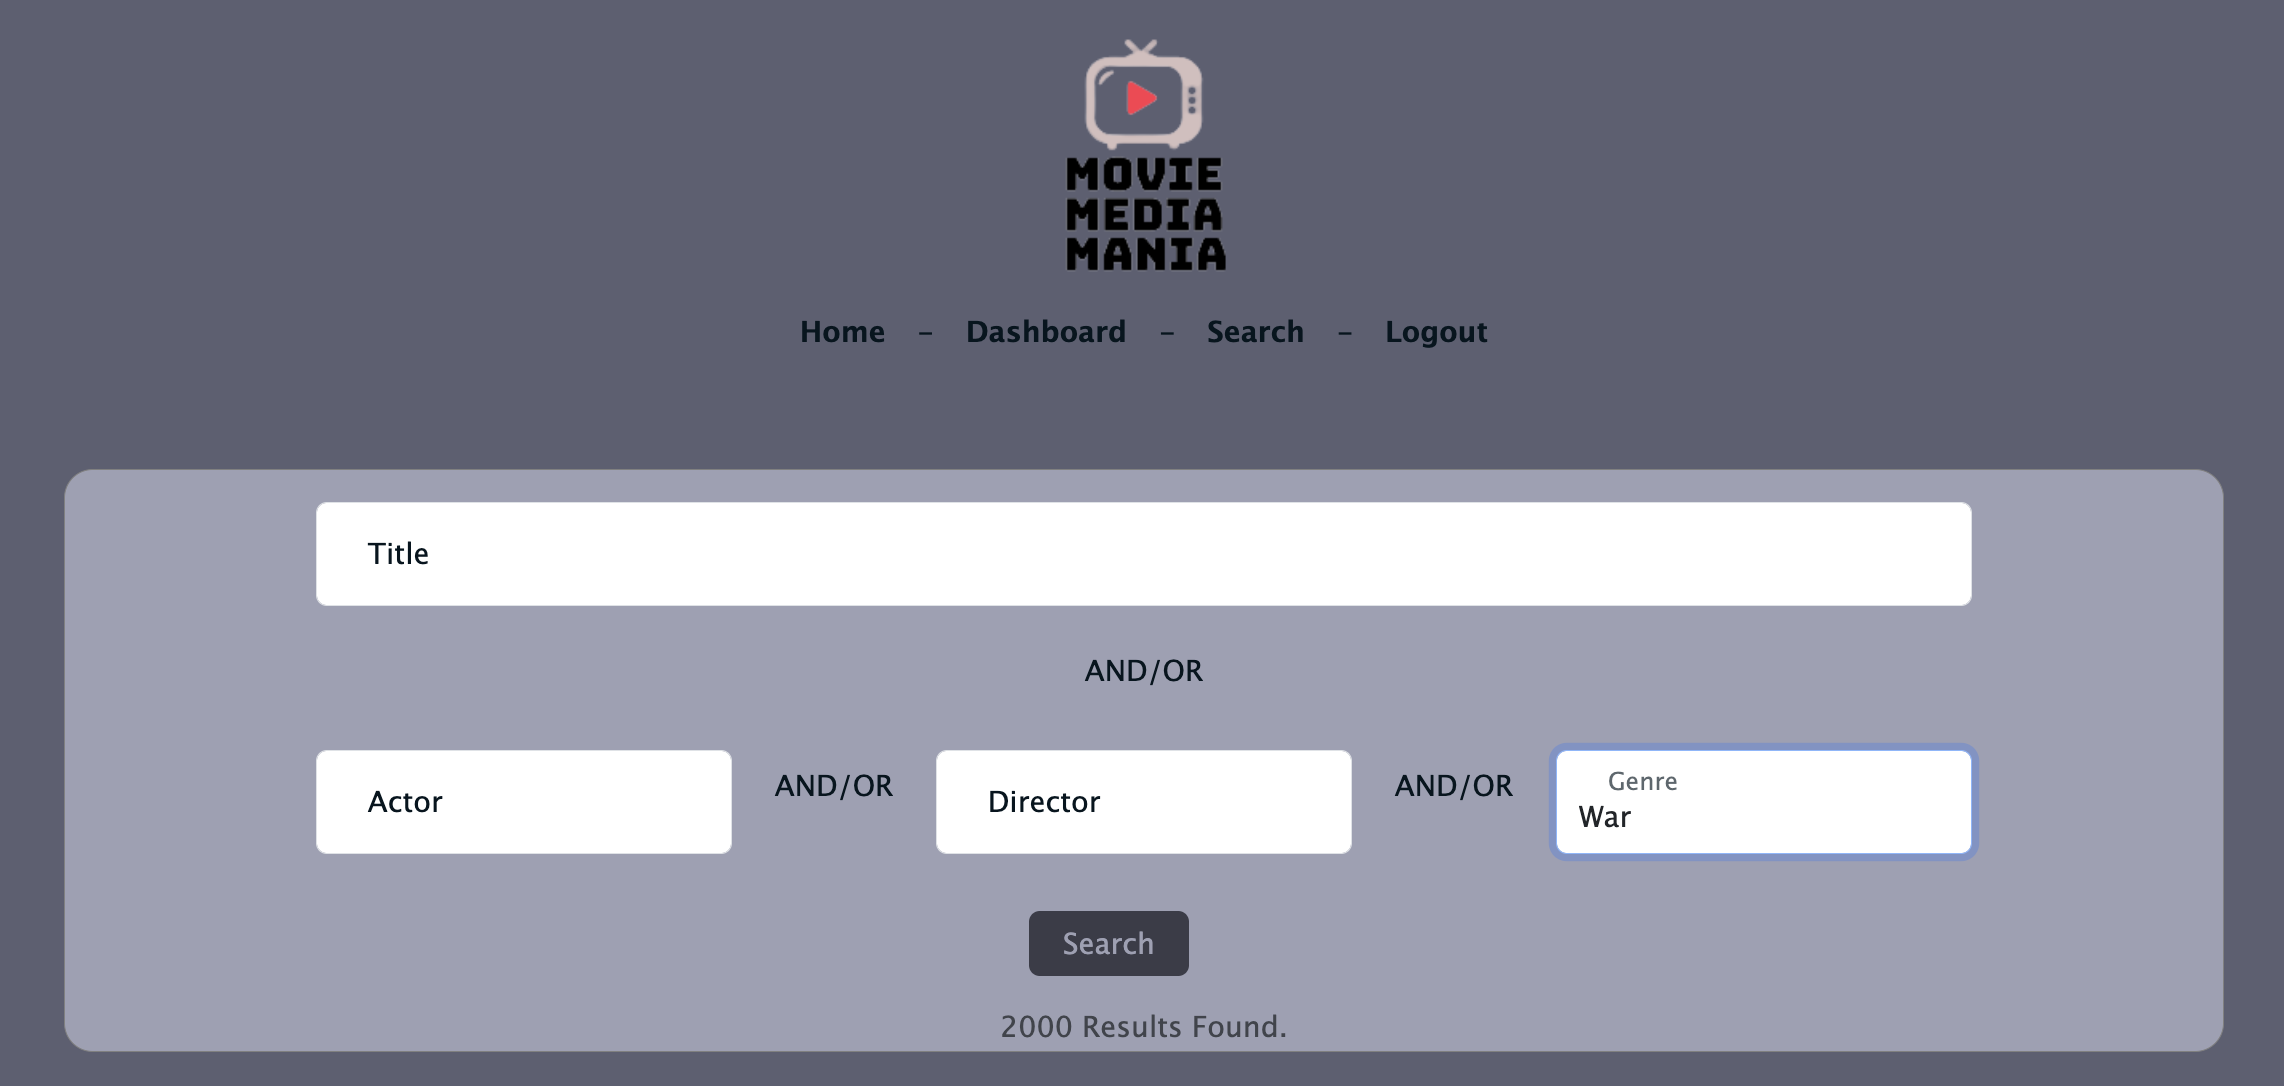 MOVIE
MEDIA
MANIA
Home – Dashboard – Search – Logout
Title
AND/OR
Actor AND/OR Director AND/OR Genre
War
Search
2000 Results Found.